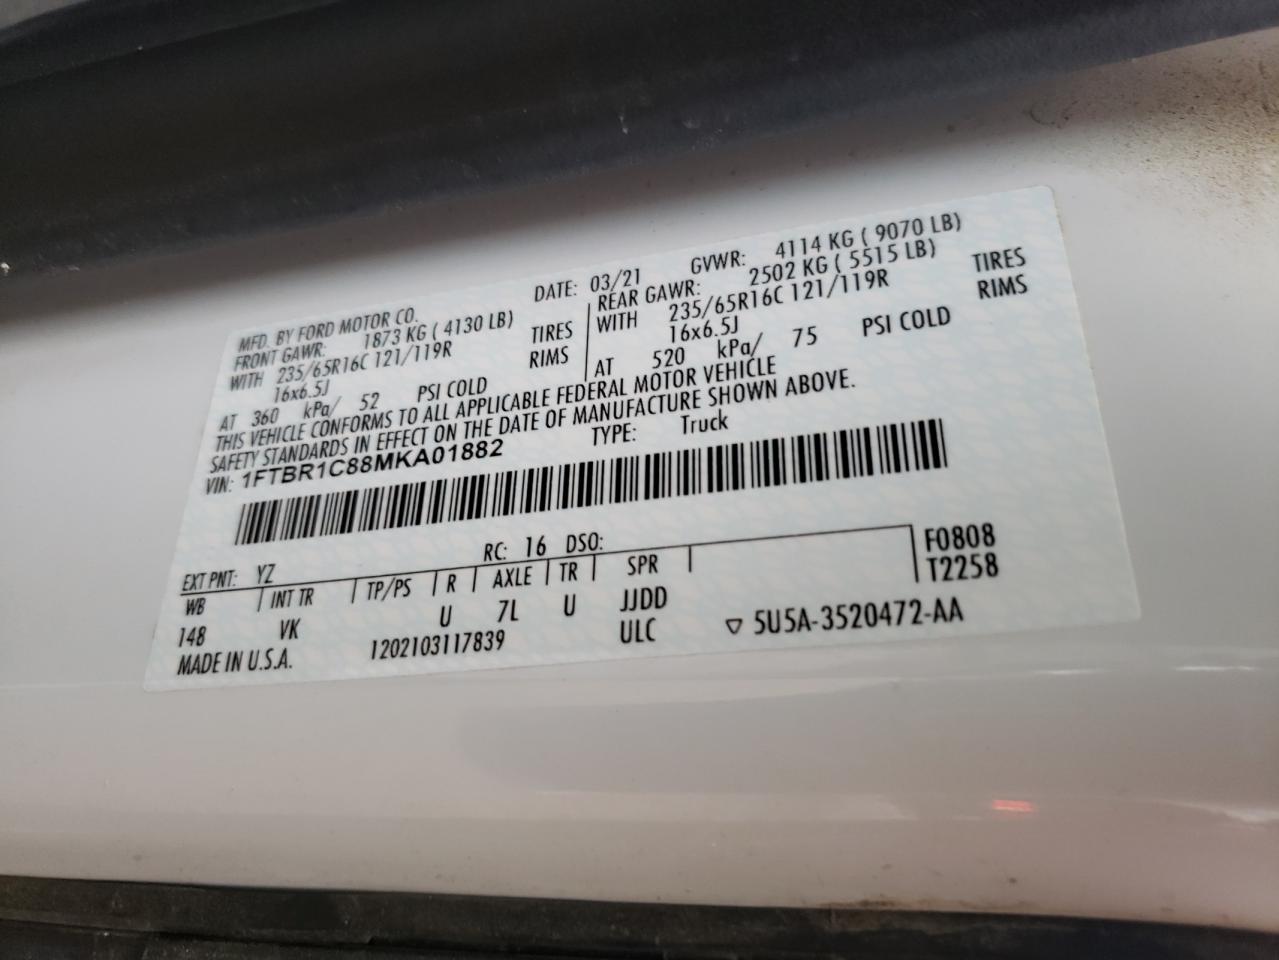 MFD. BY FORD MOTOR CO. DATE: 03/21 GVWR: 4114 KG ( 9070 LB)
FRONT GAWR: 1873 KG ( 4130 LB) REAR GAWR: 2502 KG ( 5515 LB)
WITH 235/65R16C 121/119R TIRES WITH 235/65R16C 121/119R TIRES
16x6.5J RIMS 16x6.5J RIMS
AT 360 kPa/ 52 PSI COLD AT 520 kPa/ 75 PSI COLD
THIS VEHICLE CONFORMS TO ALL APPLICABLE FEDERAL MOTOR VEHICLE
SAFETY STANDARDS IN EFFECT ON THE DATE OF MANUFACTURE SHOWN ABOVE.
VIN: 1FTBR1C88MKA01882 TYPE: Truck
RC: 16 DSO: F0808
EXT PNT: YZ T2258
WB INT TR TP/PS R AXLE TR SPR
148 VK U 7L U JJDD
MADE IN U.S.A. 1202103117839 ULC ▽ 5U5A-3520472-AA